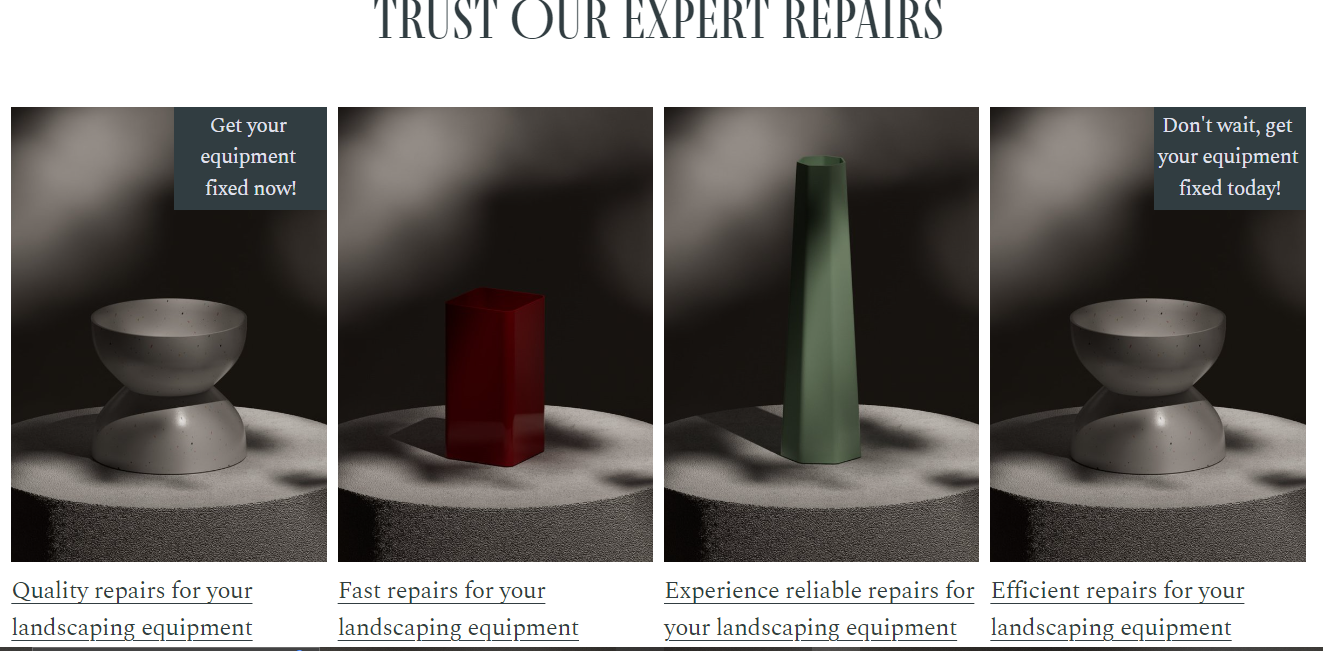 TRUST OUR EXPERT REPAIRS
Get your
equipment
fixed now!
Don't wait, get
your equipment
fixed today!
Quality repairs for your
landscaping equipment
Fast repairs for your
landscaping equipment
Experience reliable repairs for
your landscaping equipment
Efficient repairs for your
landscaping equipment